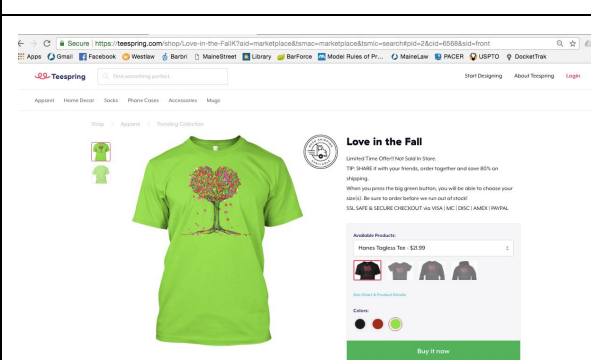 Secure | https://teespring.com/shop/Love-in-the-FallK?aid=marketplace&tsmac=marketplace&tsmic=search#pid=2&cid=6568&sid=front
Apps Gmail Facebook Westlaw Barbri MaineStreet Library BarForce Model Rules of Pr... MaineLaw PACER USPTO DocketTrak
Teespring Find something perfect Start Designing About Teespring Login
Apparel Home Decor Socks Phone Cases Accessories Mugs
Shop Apparel Trending Collection
Love in the Fall
Limited Time Offer!! Not Sold In Store.
TIP: SHARE it with your friends, order together and save 80% on
shipping.
When you press the big green button, you will be able to choose your
size(s). Be sure to order before we run out of stock!
SSL SAFE & SECURE CHECKOUT via VISA | MC | DISC | AMEX | PAYPAL
Available Products:
Hanes Tagless Tee - $21.99
Size Chart & Product Details
Colors:
Buy it now